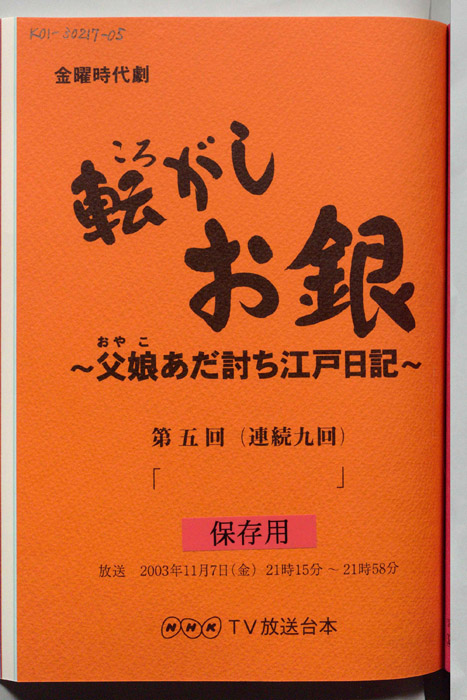 K01-30217-05
金曜時代劇
ころ
転がし
お銀
おやこ
～父娘あだ討ち江戸日記～
第五回（連続九回）
「　　　　　　　　」
保存用
放送　2003年11月7日(金)　21時15分～21時58分
NHK TV放送台本